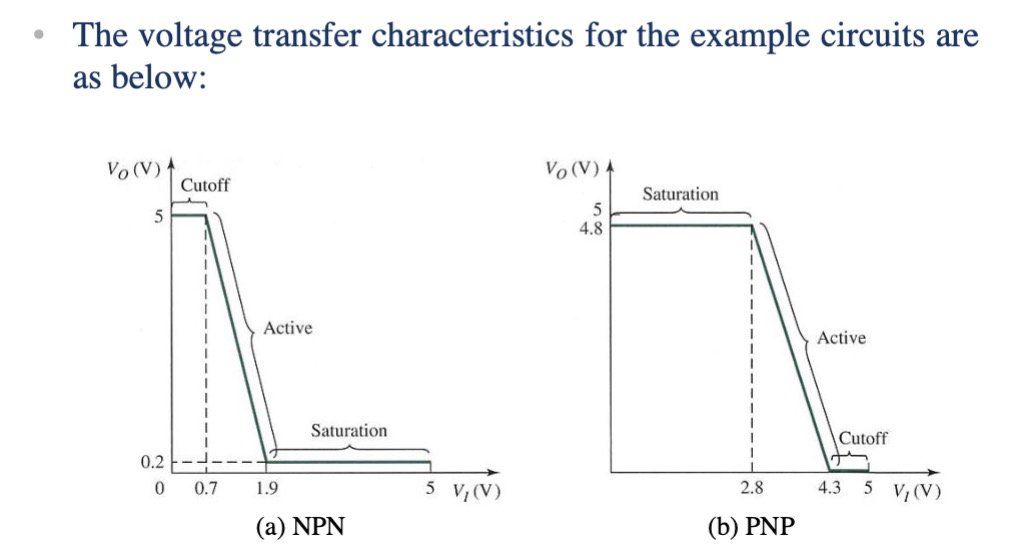 • The voltage transfer characteristics for the example circuits are
as below:
V_O (V)
Cutoff
5
Active
Saturation
0.2
0 0.7 1.9 5 V_I (V)
(a) NPN
V_O (V)
Saturation
5
4.8
Active
Cutoff
2.8 4.3 5 V_I (V)
(b) PNP